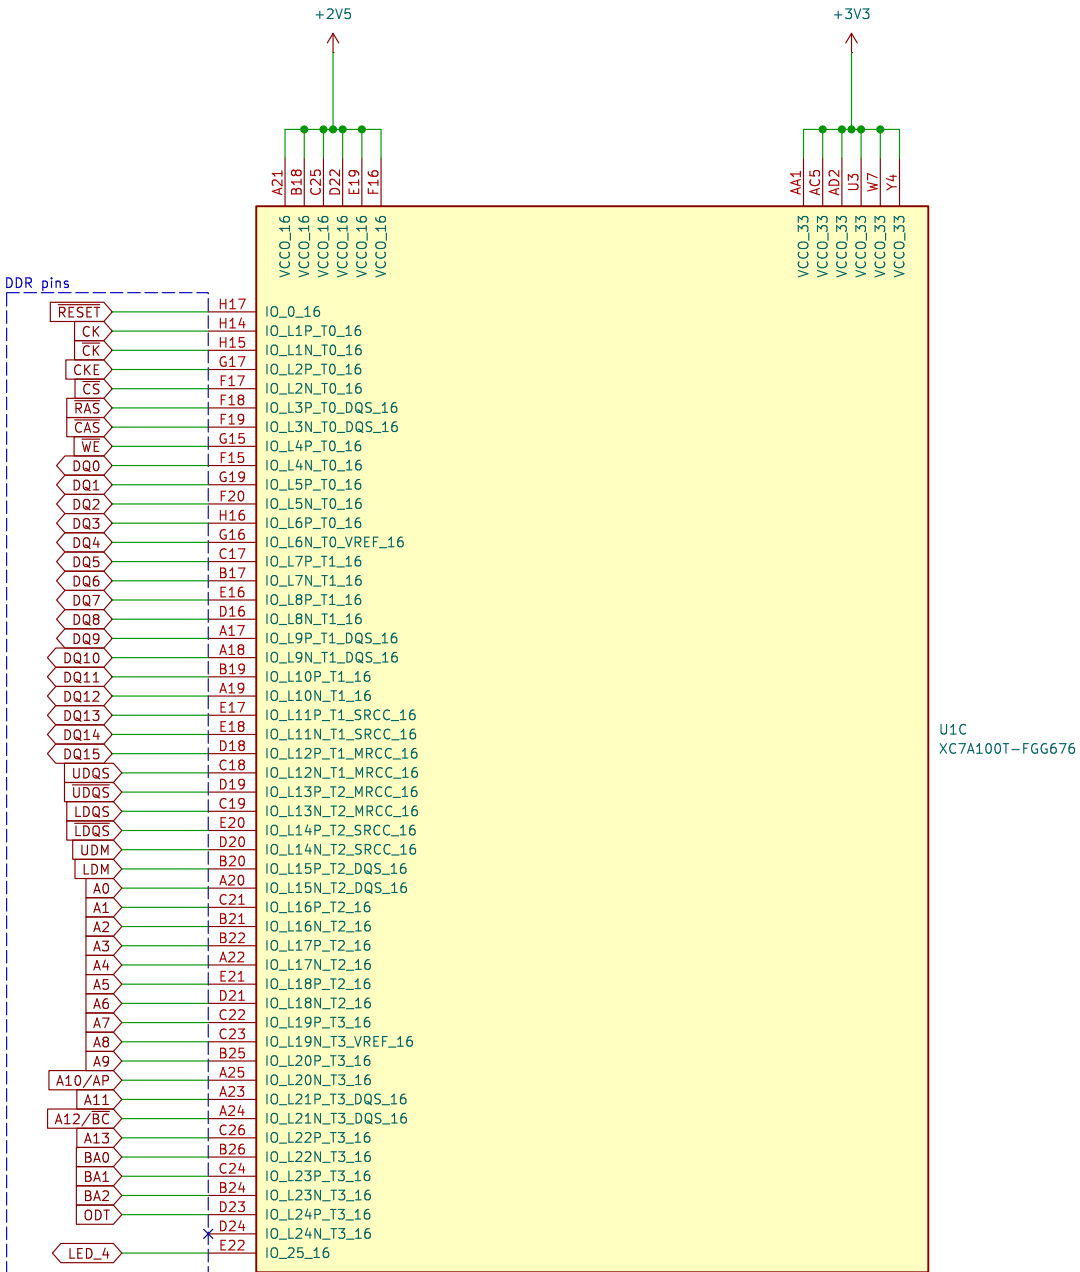 +2V5 +3V3
A21 B18 C25 D22 E19 F16 AA1 AC5 AD2 U3 W7 Y4
VCCO_16 VCCO_16 VCCO_16 VCCO_16 VCCO_16 VCCO_16 VCCO_33 VCCO_33 VCCO_33 VCCO_33 VCCO_33 VCCO_33
DDR pins
RESET H17 IO_0_16
CK H14 IO_L1P_T0_16
CK H15 IO_L1N_T0_16
CKE G17 IO_L2P_T0_16
CS F17 IO_L2N_T0_16
RAS F18 IO_L3P_T0_DQS_16
CAS F19 IO_L3N_T0_DQS_16
WE G15 IO_L4P_T0_16
DQ0 F15 IO_L4N_T0_16
DQ1 G19 IO_L5P_T0_16
DQ2 F20 IO_L5N_T0_16
DQ3 H16 IO_L6P_T0_16
DQ4 G16 IO_L6N_T0_VREF_16
DQ5 C17 IO_L7P_T1_16
DQ6 B17 IO_L7N_T1_16
DQ7 E16 IO_L8P_T1_16
DQ8 D16 IO_L8N_T1_16
DQ9 A17 IO_L9P_T1_DQS_16
DQ10 A18 IO_L9N_T1_DQS_16
DQ11 B19 IO_L10P_T1_16
DQ12 A19 IO_L10N_T1_16
DQ13 E17 IO_L11P_T1_SRCC_16
DQ14 E18 IO_L11N_T1_SRCC_16
U1C
DQ15 D18 IO_L12P_T1_MRCC_16
XC7A100T-FGG676
UDQS C18 IO_L12N_T1_MRCC_16
UDQS D19 IO_L13P_T2_MRCC_16
LDQS C19 IO_L13N_T2_MRCC_16
LDQS E20 IO_L14P_T2_SRCC_16
UDM D20 IO_L14N_T2_SRCC_16
LDM B20 IO_L15P_T2_DQS_16
A0 A20 IO_L15N_T2_DQS_16
A1 C21 IO_L16P_T2_16
A2 B21 IO_L16N_T2_16
A3 B22 IO_L17P_T2_16
A4 A22 IO_L17N_T2_16
A5 E21 IO_L18P_T2_16
A6 D21 IO_L18N_T2_16
A7 C22 IO_L19P_T3_16
A8 C23 IO_L19N_T3_VREF_16
A9 B25 IO_L20P_T3_16
A10/AP A25 IO_L20N_T3_16
A11 A23 IO_L21P_T3_DQS_16
A12/BC A24 IO_L21N_T3_DQS_16
A13 C26 IO_L22P_T3_16
BA0 B26 IO_L22N_T3_16
BA1 C24 IO_L23P_T3_16
BA2 B24 IO_L23N_T3_16
ODT D23 IO_L24P_T3_16
D24 IO_L24N_T3_16
LED_4 E22 IO_25_16